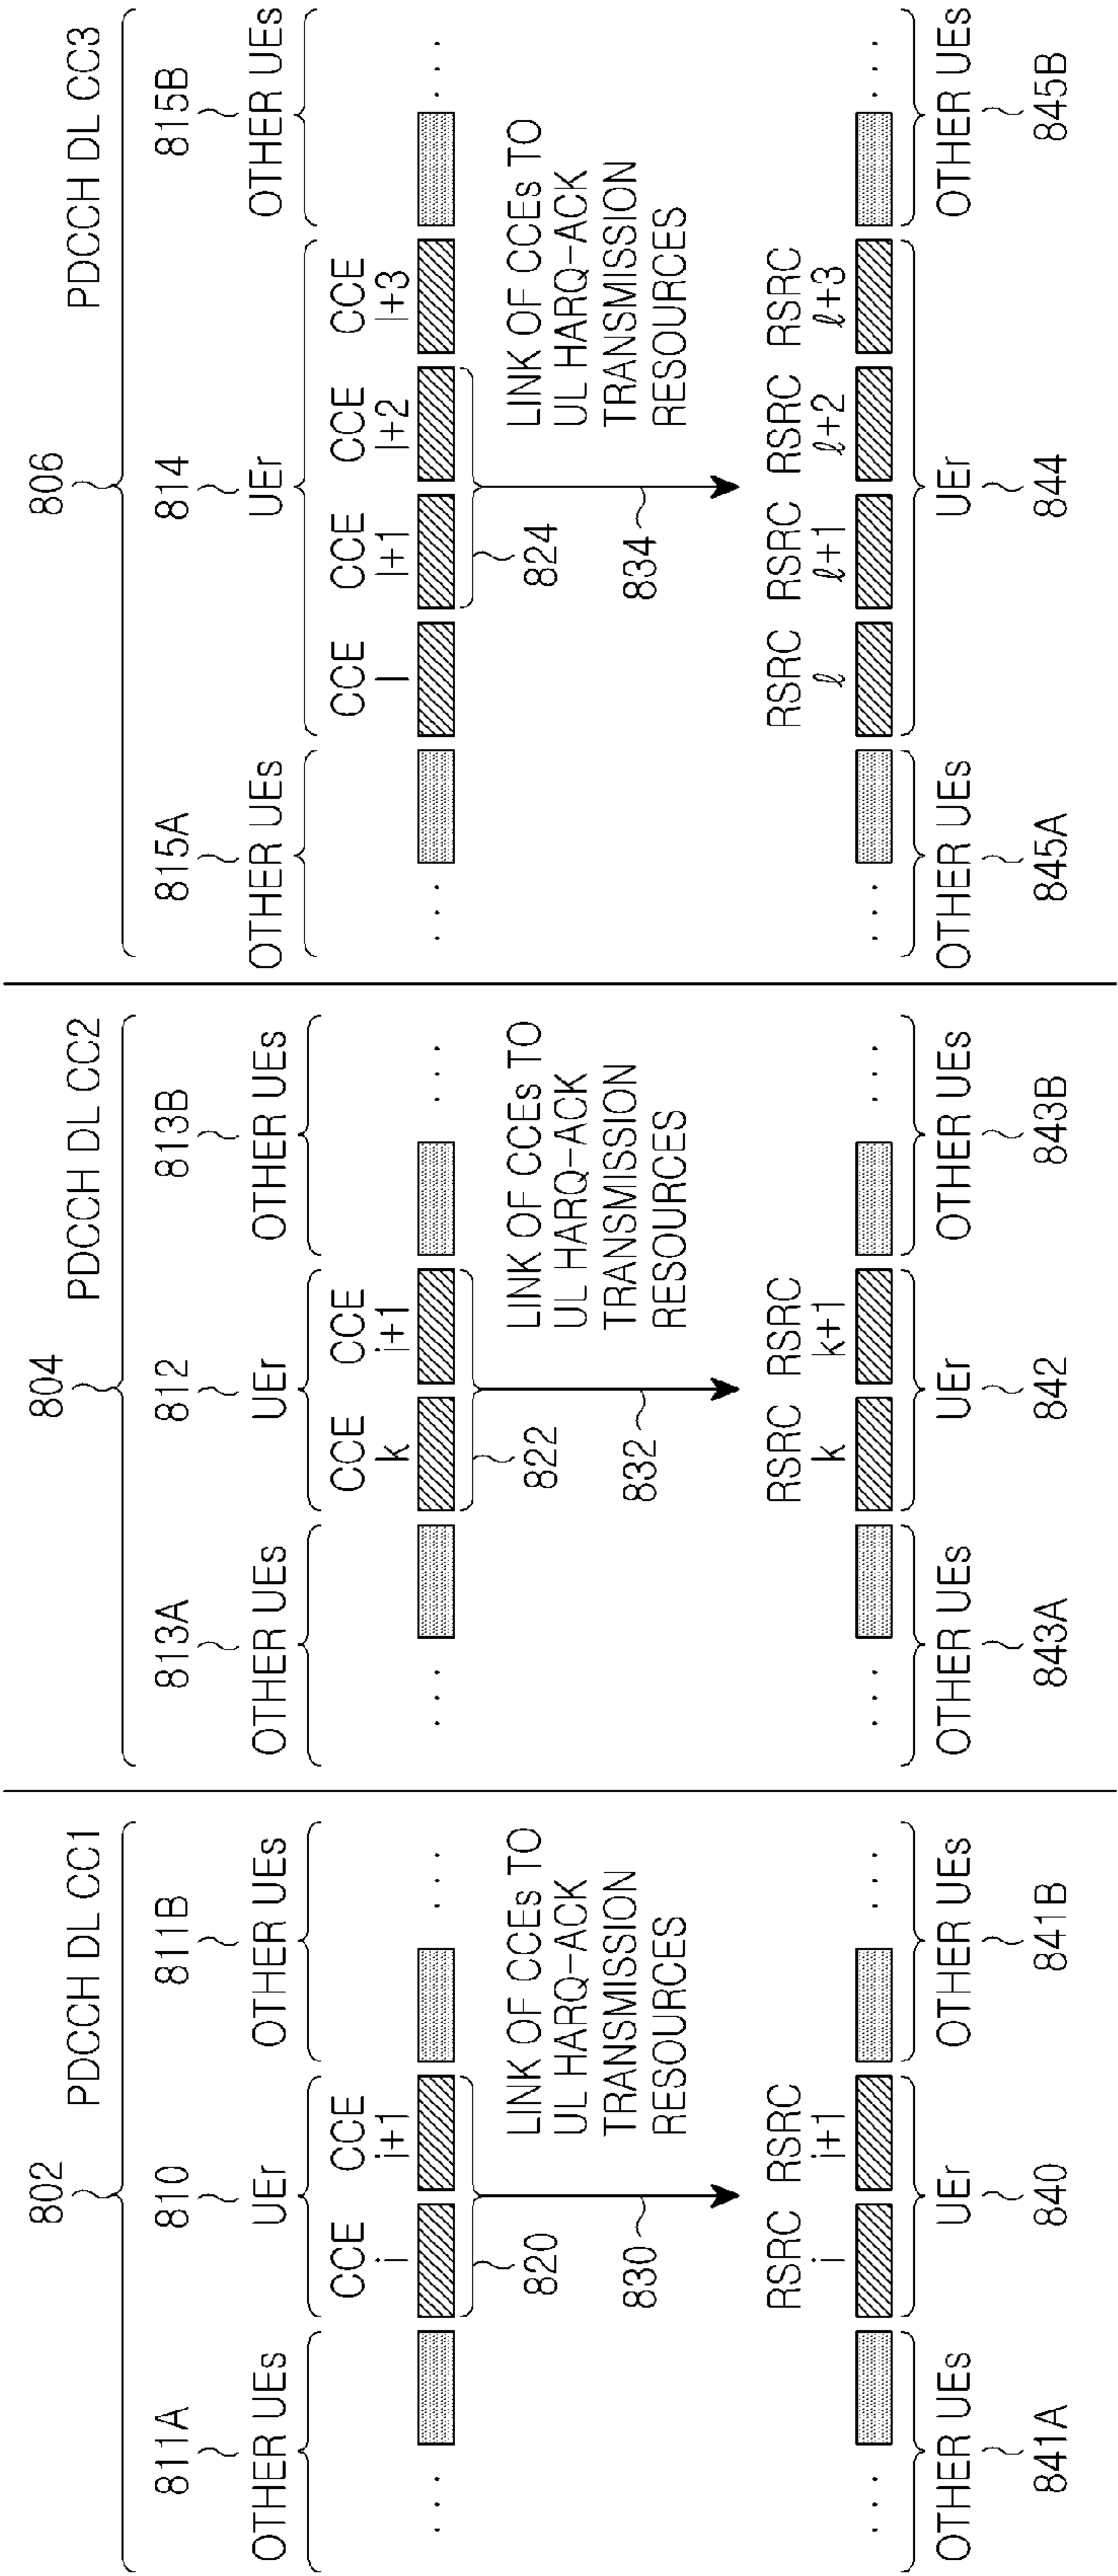 802
PDCCH DL CC1
811A 810 811B
OTHER UEs UEr OTHER UEs
CCE CCE
i i+1
820
LINK OF CCEs TO
UL HARQ-ACK
TRANSMISSION
RESOURCES
830
RSRC RSRC
i i+1
OTHER UEs UEr OTHER UEs
841A 840 841B
804
PDCCH DL CC2
813A 812 813B
OTHER UEs UEr OTHER UEs
CCE CCE
k i+1
822
LINK OF CCEs TO
UL HARQ-ACK
TRANSMISSION
RESOURCES
832
RSRC RSRC
k k+1
OTHER UEs UEr OTHER UEs
843A 842 843B
806
PDCCH DL CC3
815A 814 815B
OTHER UEs UEr OTHER UEs
CCE CCE CCE CCE
l l+1 l+2 l+3
824
LINK OF CCEs TO
UL HARQ-ACK
TRANSMISSION
RESOURCES
834
RSRC RSRC RSRC RSRC
ℓ ℓ+1 ℓ+2 ℓ+3
OTHER UEs UEr OTHER UEs
845A 844 845B